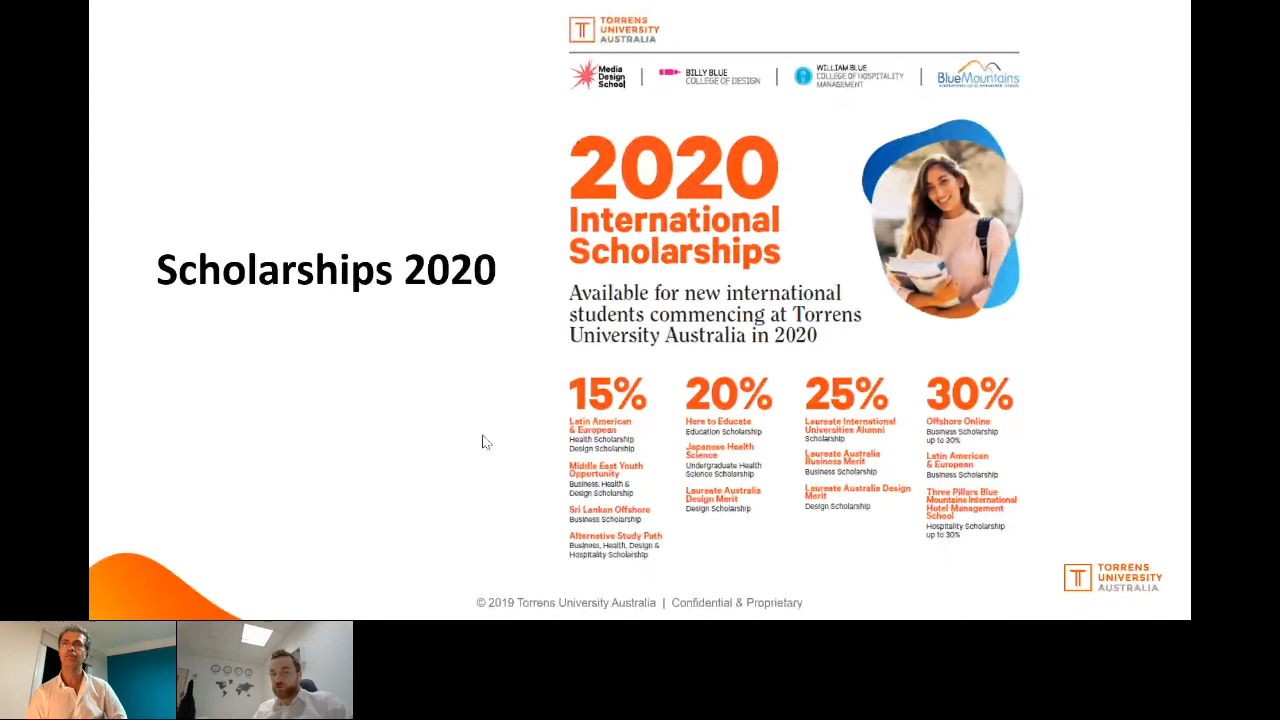 Scholarships 2020
TORRENS
UNIVERSITY
AUSTRALIA
Media
Design
School
BILLY BLUE
COLLEGE OF DESIGN
WILLIAM BLUE
COLLEGE OF HOSPITALITY
MANAGEMENT
BlueMountains
2020
International
Scholarships
Available for new international
students commencing at Torrens
University Australia in 2020
15%
Latin American
& European
Health Scholarship
Design Scholarship
Middle East Youth
Opportunity
Business, Health &
Design Scholarship
Sri Lankan Offshore
Business Scholarship
Alternative Study Path
Business, Health, Design &
Hospitality Scholarship
20%
Here to Educate
Education Scholarship
Japanese Health
Science
Undergraduate Health
Science Scholarship
Laureate Australia
Design Merit
Design Scholarship
25%
Laureate International
Universities Alumni
Scholarship
Laureate Australia
Business Merit
Business Scholarship
Laureate Australia Design
Merit
Design Scholarship
30%
Offshore Online
Business Scholarship
up to 30%
Latin American
& European
Business Scholarship
Three Pillars Blue
Mountains International
Hotel Management
School
Hospitality Scholarship
up to 30%
TORRENS
UNIVERSITY
AUSTRALIA
© 2019 Torrens University Australia | Confidential & Proprietary